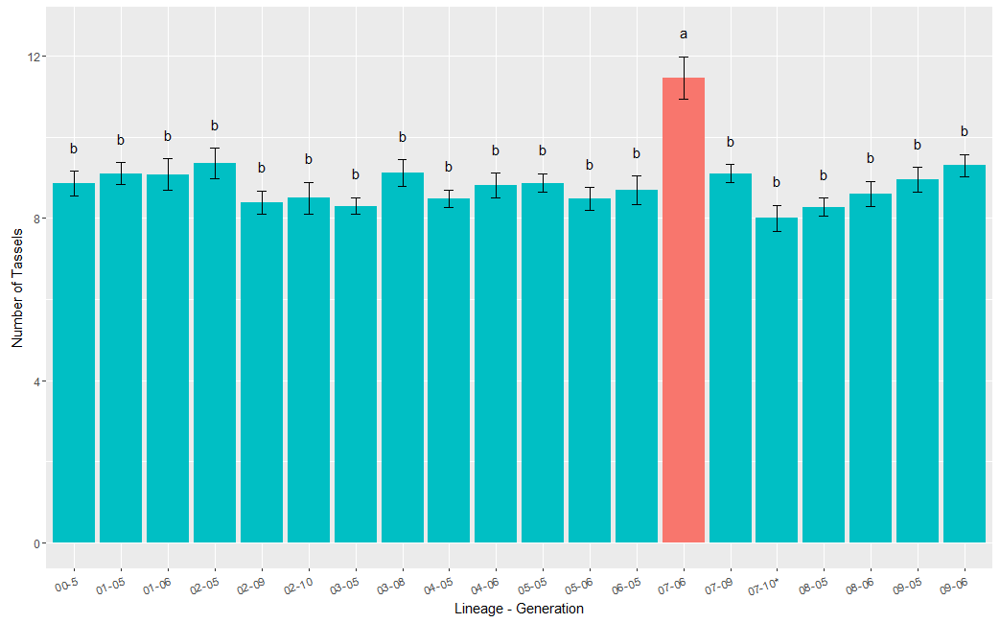 a
b b b b b b b b b b b b b b b b b b b
12
8
4
0
Number of Tassels
00-5 01-05 01-06 02-05 02-09 02-10 03-05 03-08 04-05 04-06 05-05 05-06 06-05 07-06 07-09 07-10* 08-05 08-06 09-05 09-06
Lineage - Generation